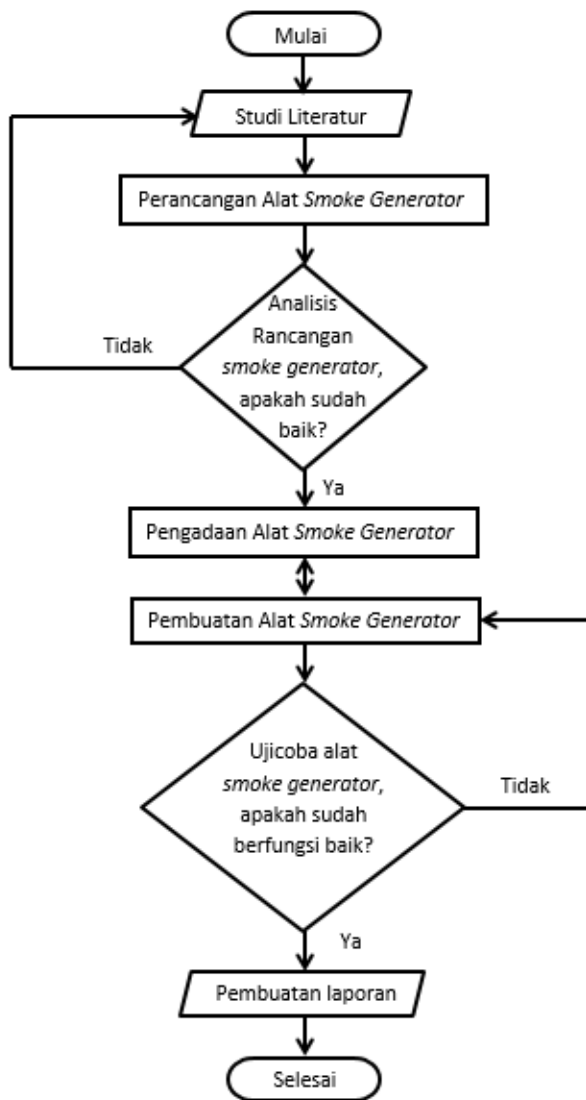 Mulai
Studi Literatur
Perancangan Alat Smoke Generator
Analisis
Rancangan
smoke generator,
apakah sudah
baik?
Tidak
Ya
Pengadaan Alat Smoke Generator
Pembuatan Alat Smoke Generator
Ujicoba alat
smoke generator,
apakah sudah
berfungsi baik?
Tidak
Ya
Pembuatan laporan
Selesai